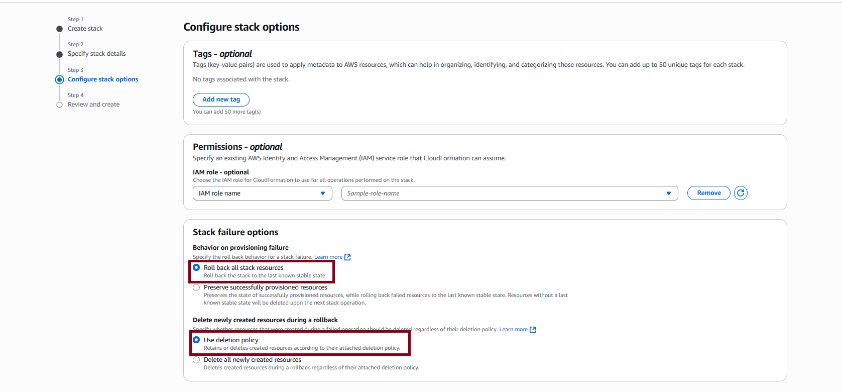 Step 1
Create stack
Step 2
Specify stack details
Step 3
Configure stack options
Step 4
Review and create
Configure stack options
Tags - optional
Tags (key-value pairs) are used to apply metadata to AWS resources, which can help in organizing, identifying, and categorizing those resources. You can add up to 50 unique tags for each stack.
No tags associated with the stack.
Add new tag
You can add 50 more tag(s)
Permissions - optional
Specify an existing AWS Identity and Access Management (IAM) service role that CloudFormation can assume.
IAM role - optional
Choose the IAM role for CloudFormation to use for all operations performed on the stack.
IAM role name
Sample-role-name
Remove
Stack failure options
Behavior on provisioning failure
Specify the roll back behavior for a stack failure. Learn more
Roll back all stack resources
Roll back the stack to the last known stable state.
Preserve successfully provisioned resources
Preserves the state of successfully provisioned resources, while rolling back failed resources to the last known stable state. Resources without a
last known stable state will be deleted upon the next stack operation.
Delete newly created resources during a rollback
Specify whether resources that were created during a failed operation should be deleted regardless of their deletion policy. Learn more
Use deletion policy
Retains or deletes created resources according to their attached deletion policy.
Delete all newly created resources
Deletes created resources during a rollback regardless of their attached deletion policy.